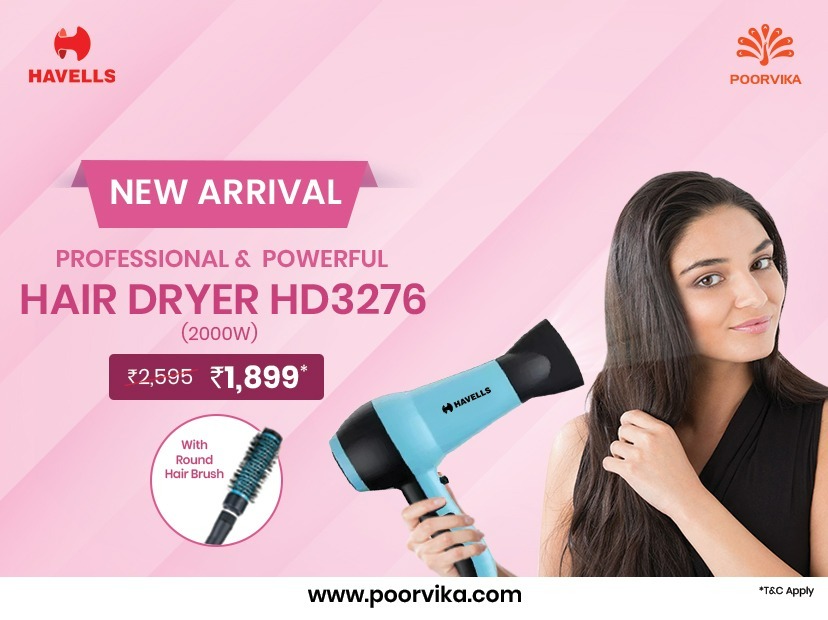 HAVELLS
POORVIKA
NEW ARRIVAL
PROFESSIONAL & POWERFUL
HAIR DRYER HD3276
(2000W)
₹2,595 ₹1,899*
With
Round
Hair Brush
HAVELLS
www.poorvika.com
*T&C Apply